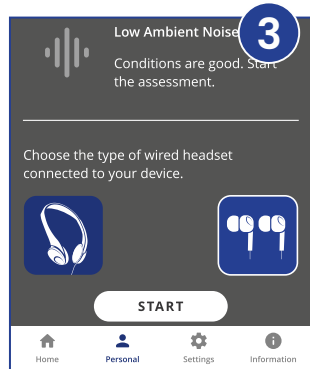 3
Low Ambient Noise
Conditions are good. Start
the assessment.
Choose the type of wired headset
connected to your device.
START
Home Personal Settings Information